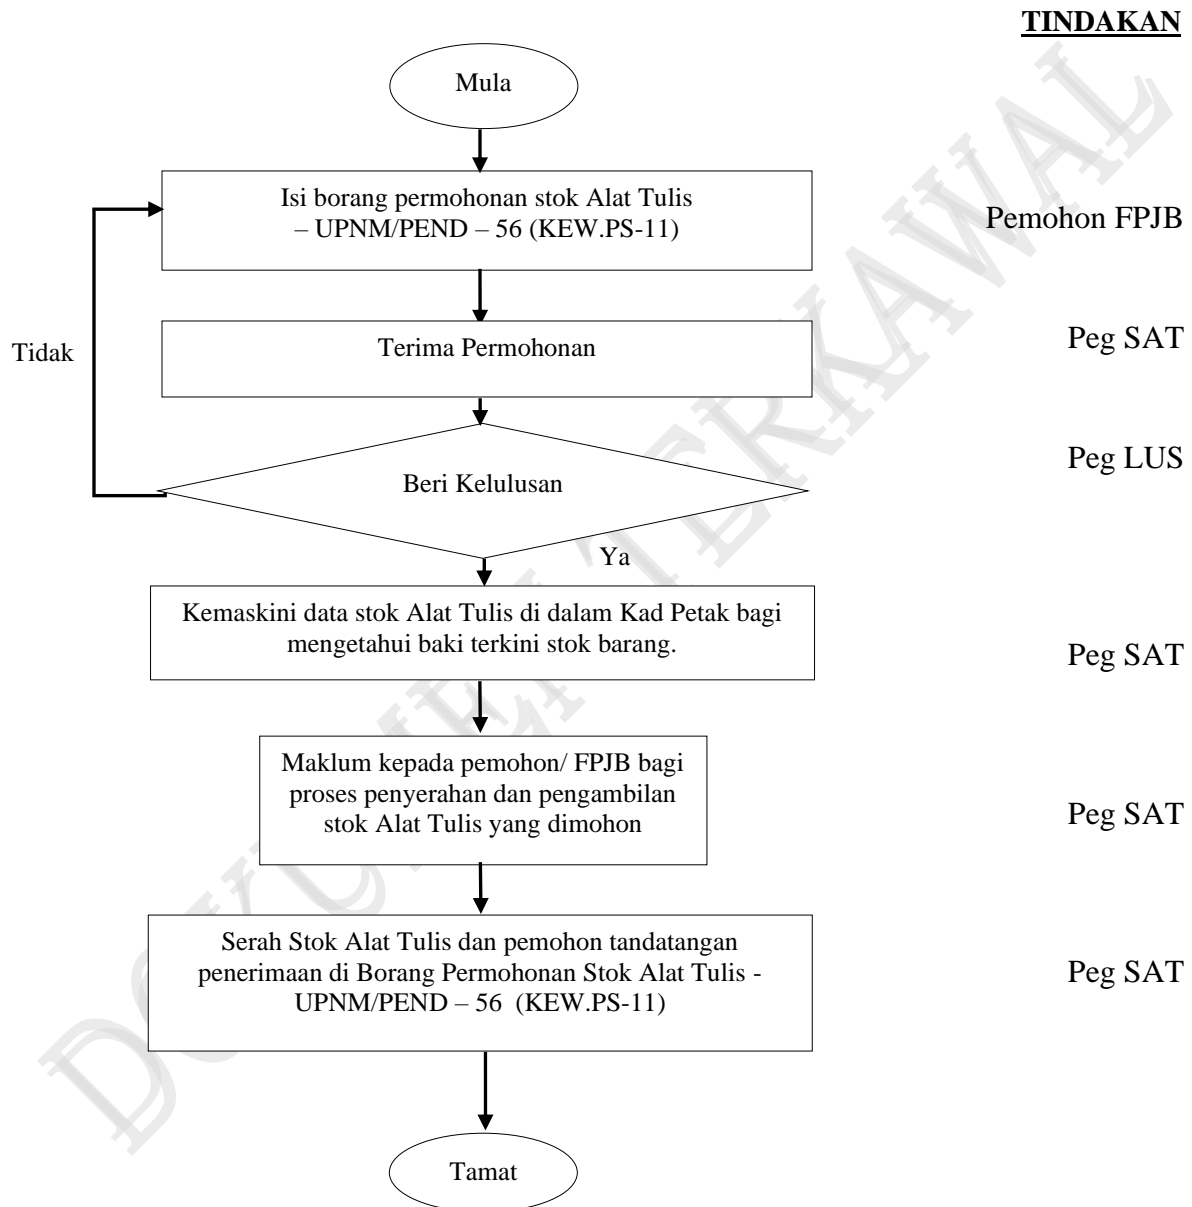 TINDAKAN
Mula
Isi borang permohonan stok Alat Tulis
– UPNM/PEND – 56 (KEW.PS-11)
Pemohon FPJB
Terima Permohonan
Peg SAT
Tidak
Beri Kelulusan
Peg LUS
Ya
Kemaskini data stok Alat Tulis di dalam Kad Petak bagi
mengetahui baki terkini stok barang.
Peg SAT
Maklum kepada pemohon/ FPJB bagi
proses penyerahan dan pengambilan
stok Alat Tulis yang dimohon
Peg SAT
Serah Stok Alat Tulis dan pemohon tandatangan
penerimaan di Borang Permohonan Stok Alat Tulis -
UPNM/PEND – 56 (KEW.PS-11)
Peg SAT
Tamat
DOKUMEN TERKAWAL